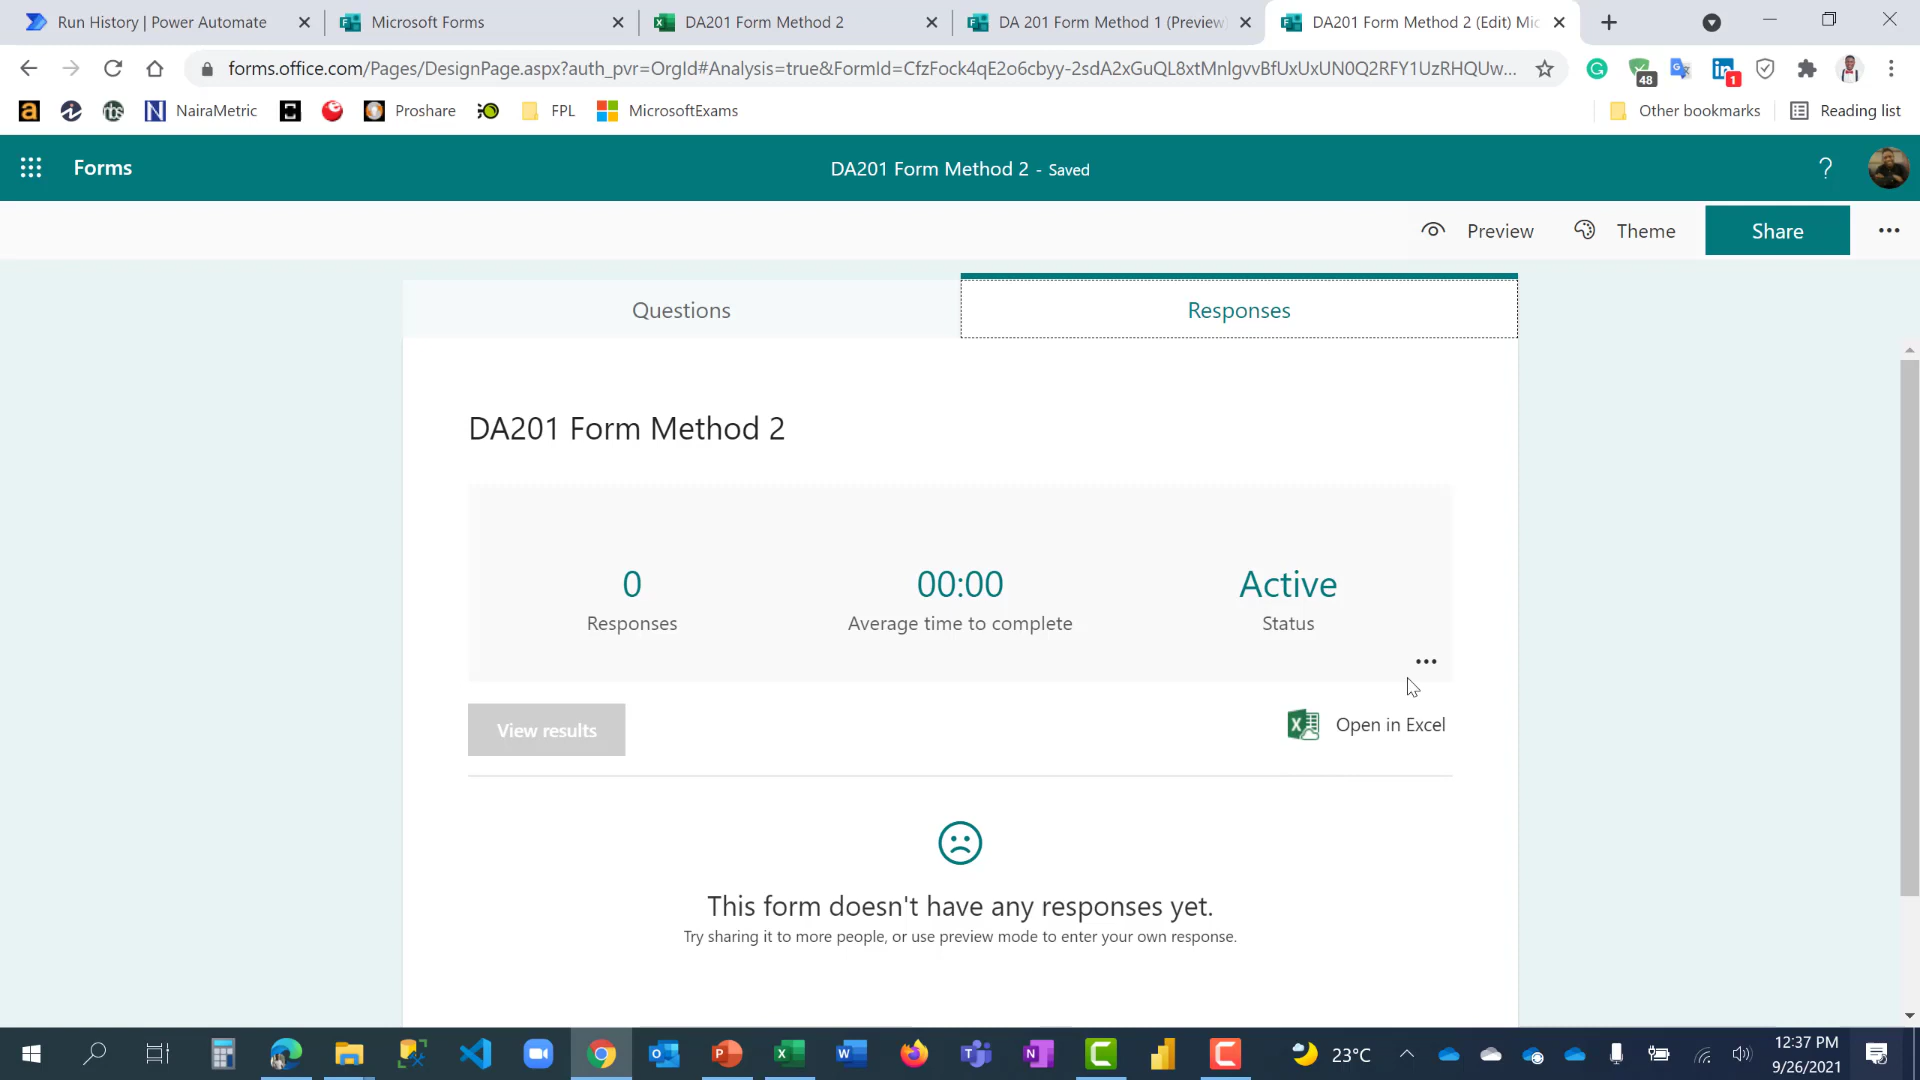 Run History | Power Automate
Microsoft Forms
DA201 Form Method 2
DA 201 Form Method 1 (Preview)
DA201 Form Method 2 (Edit) Mic
forms.office.com/Pages/DesignPage.aspx?auth_pvr=OrgId#Analysis=true&FormId=CfzFock4qE2o6cbyy-2sdA2xGuQL8xtMnlgvvBfUxUxUN0Q2RFY1UzRHQUw...
48
1
NairaMetric
Proshare
FPL
MicrosoftExams
Other bookmarks
Reading list
Forms
DA201 Form Method 2 - Saved
?
Preview
Theme
Share
Questions
Responses
DA201 Form Method 2
0
00:00
Active
Responses
Average time to complete
Status
View results
Open in Excel
This form doesn't have any responses yet.
Try sharing it to more people, or use preview mode to enter your own response.
23°C
12:37 PM
9/26/2021